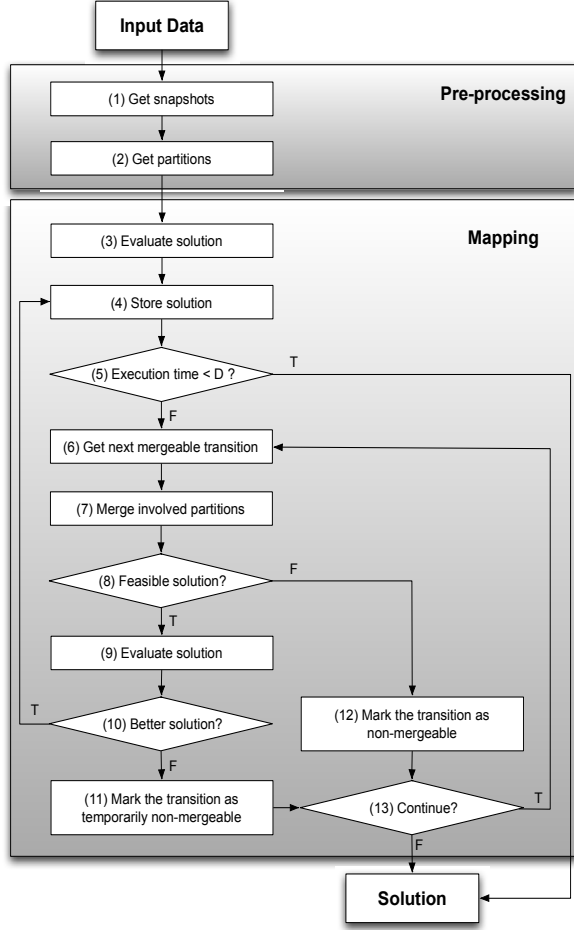 Input Data
Pre-processing
(1) Get snapshots
(2) Get partitions
Mapping
(3) Evaluate solution
(4) Store solution
(5) Execution time < D ?
T
F
(6) Get next mergeable transition
(7) Merge involved partitions
(8) Feasible solution?
F
T
(9) Evaluate solution
T
(10) Better solution?
F
(12) Mark the transition as
non-mergeable
(11) Mark the transition as
temporarily non-mergeable
(13) Continue?
T
F
Solution